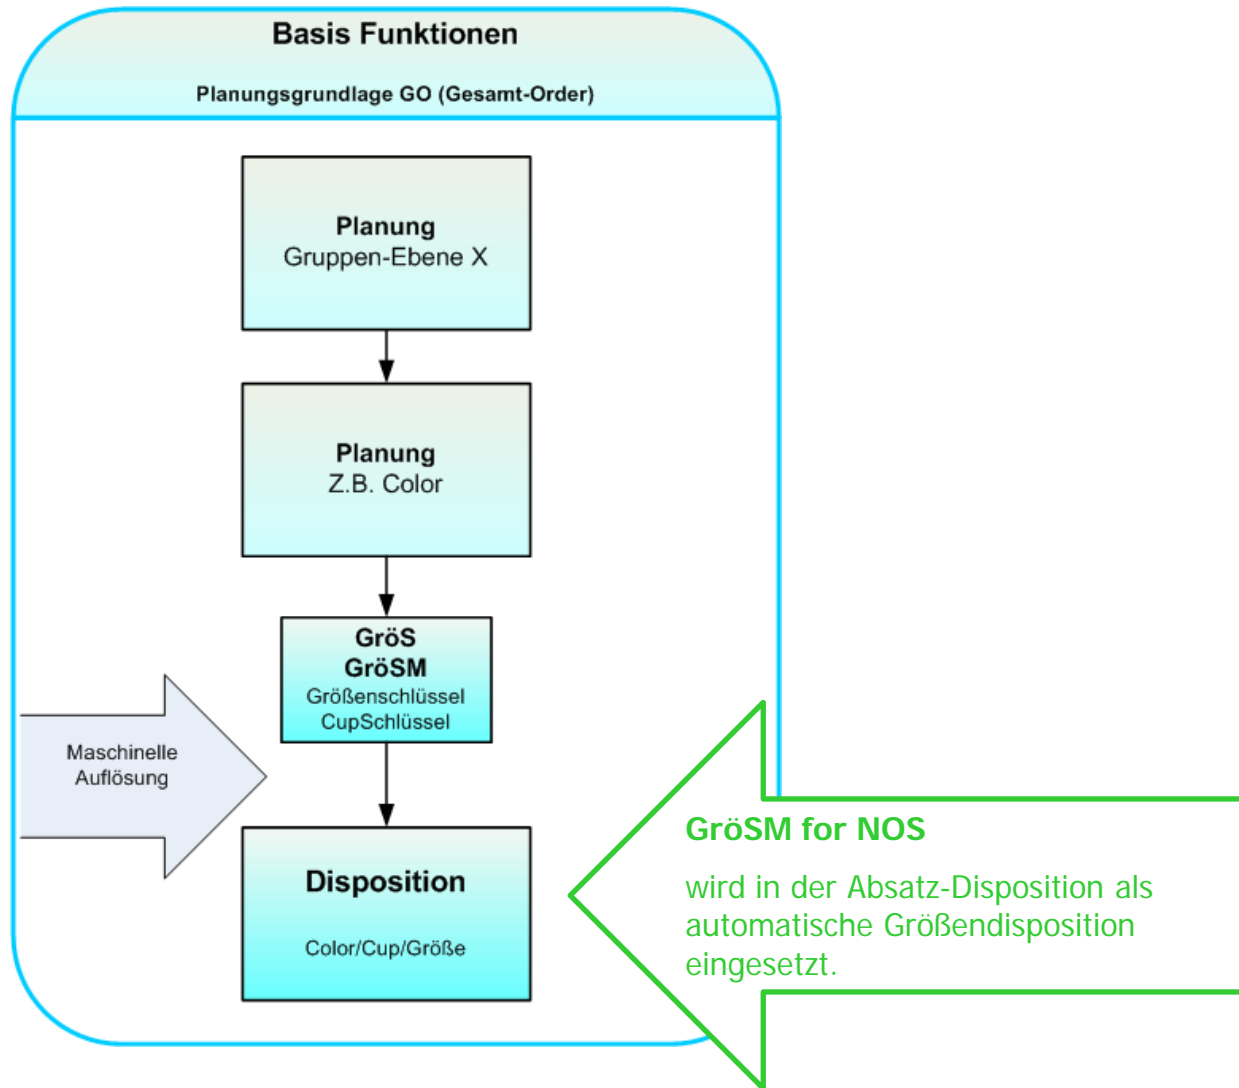 Basis Funktionen
Planungsgrundlage GO (Gesamt-Order)
Planung
Gruppen-Ebene X
Planung
Z.B. Color
GröS
GröSM
Größenschlüssel
CupSchlüssel
Maschinelle
Auflösung
Disposition
Color/Cup/Größe
GröSM for NOS
wird in der Absatz-Disposition als
automatische Größendisposition
eingesetzt.